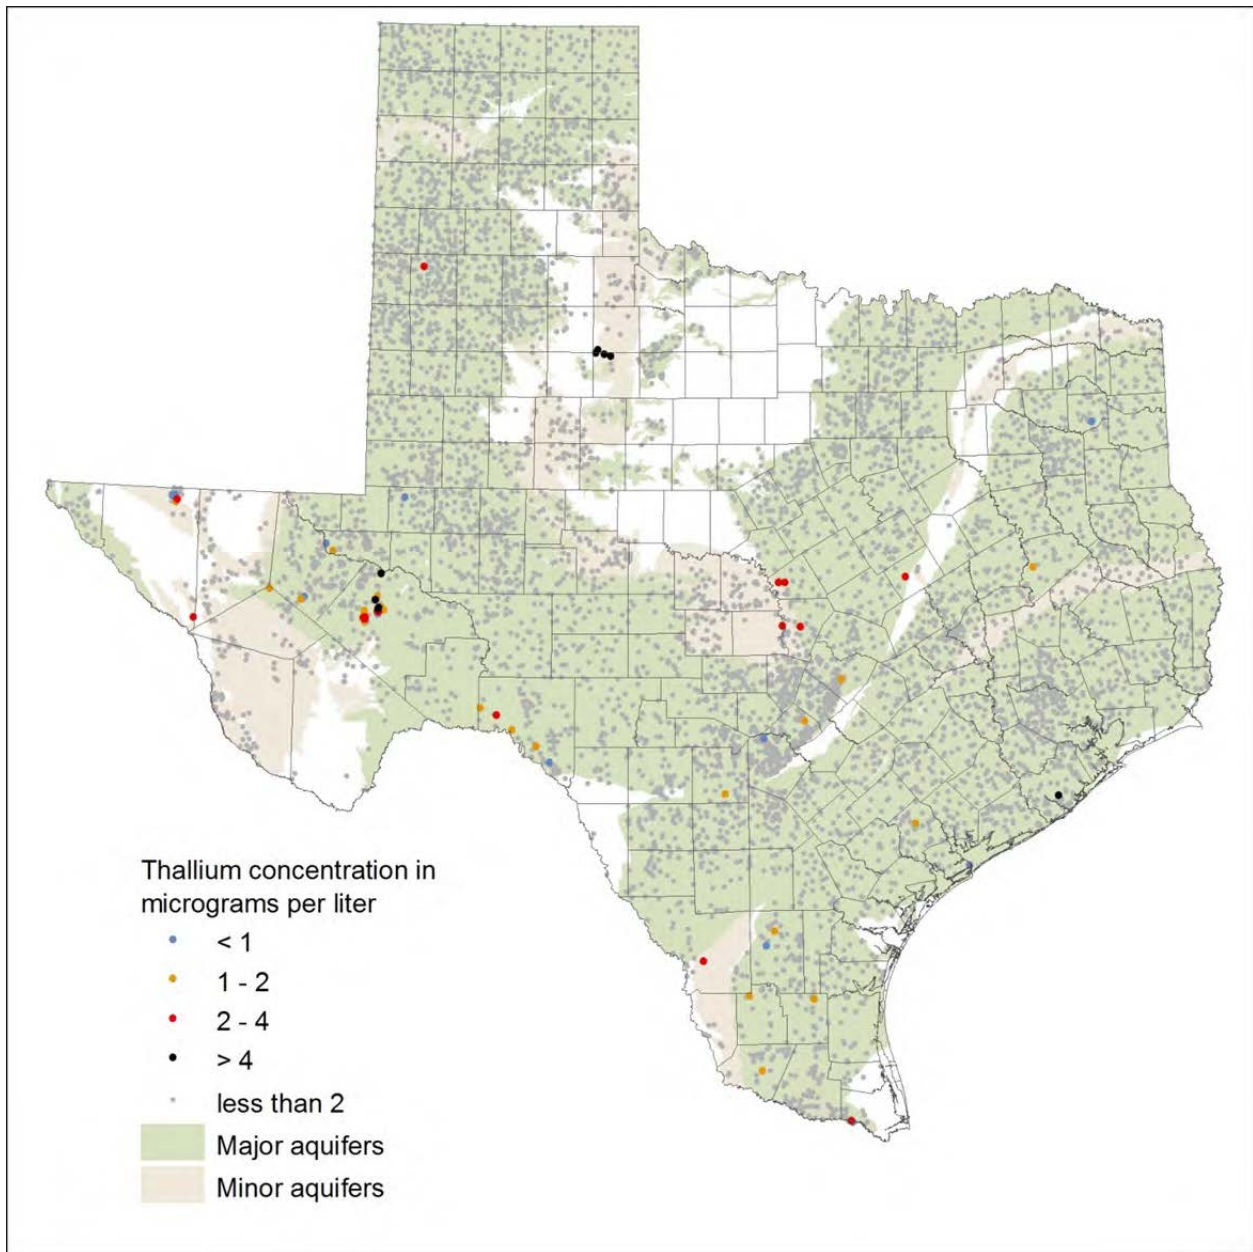 Thallium concentration in
micrograms per liter
< 1
1 - 2
2 - 4
> 4
less than 2
Major aquifers
Minor aquifers